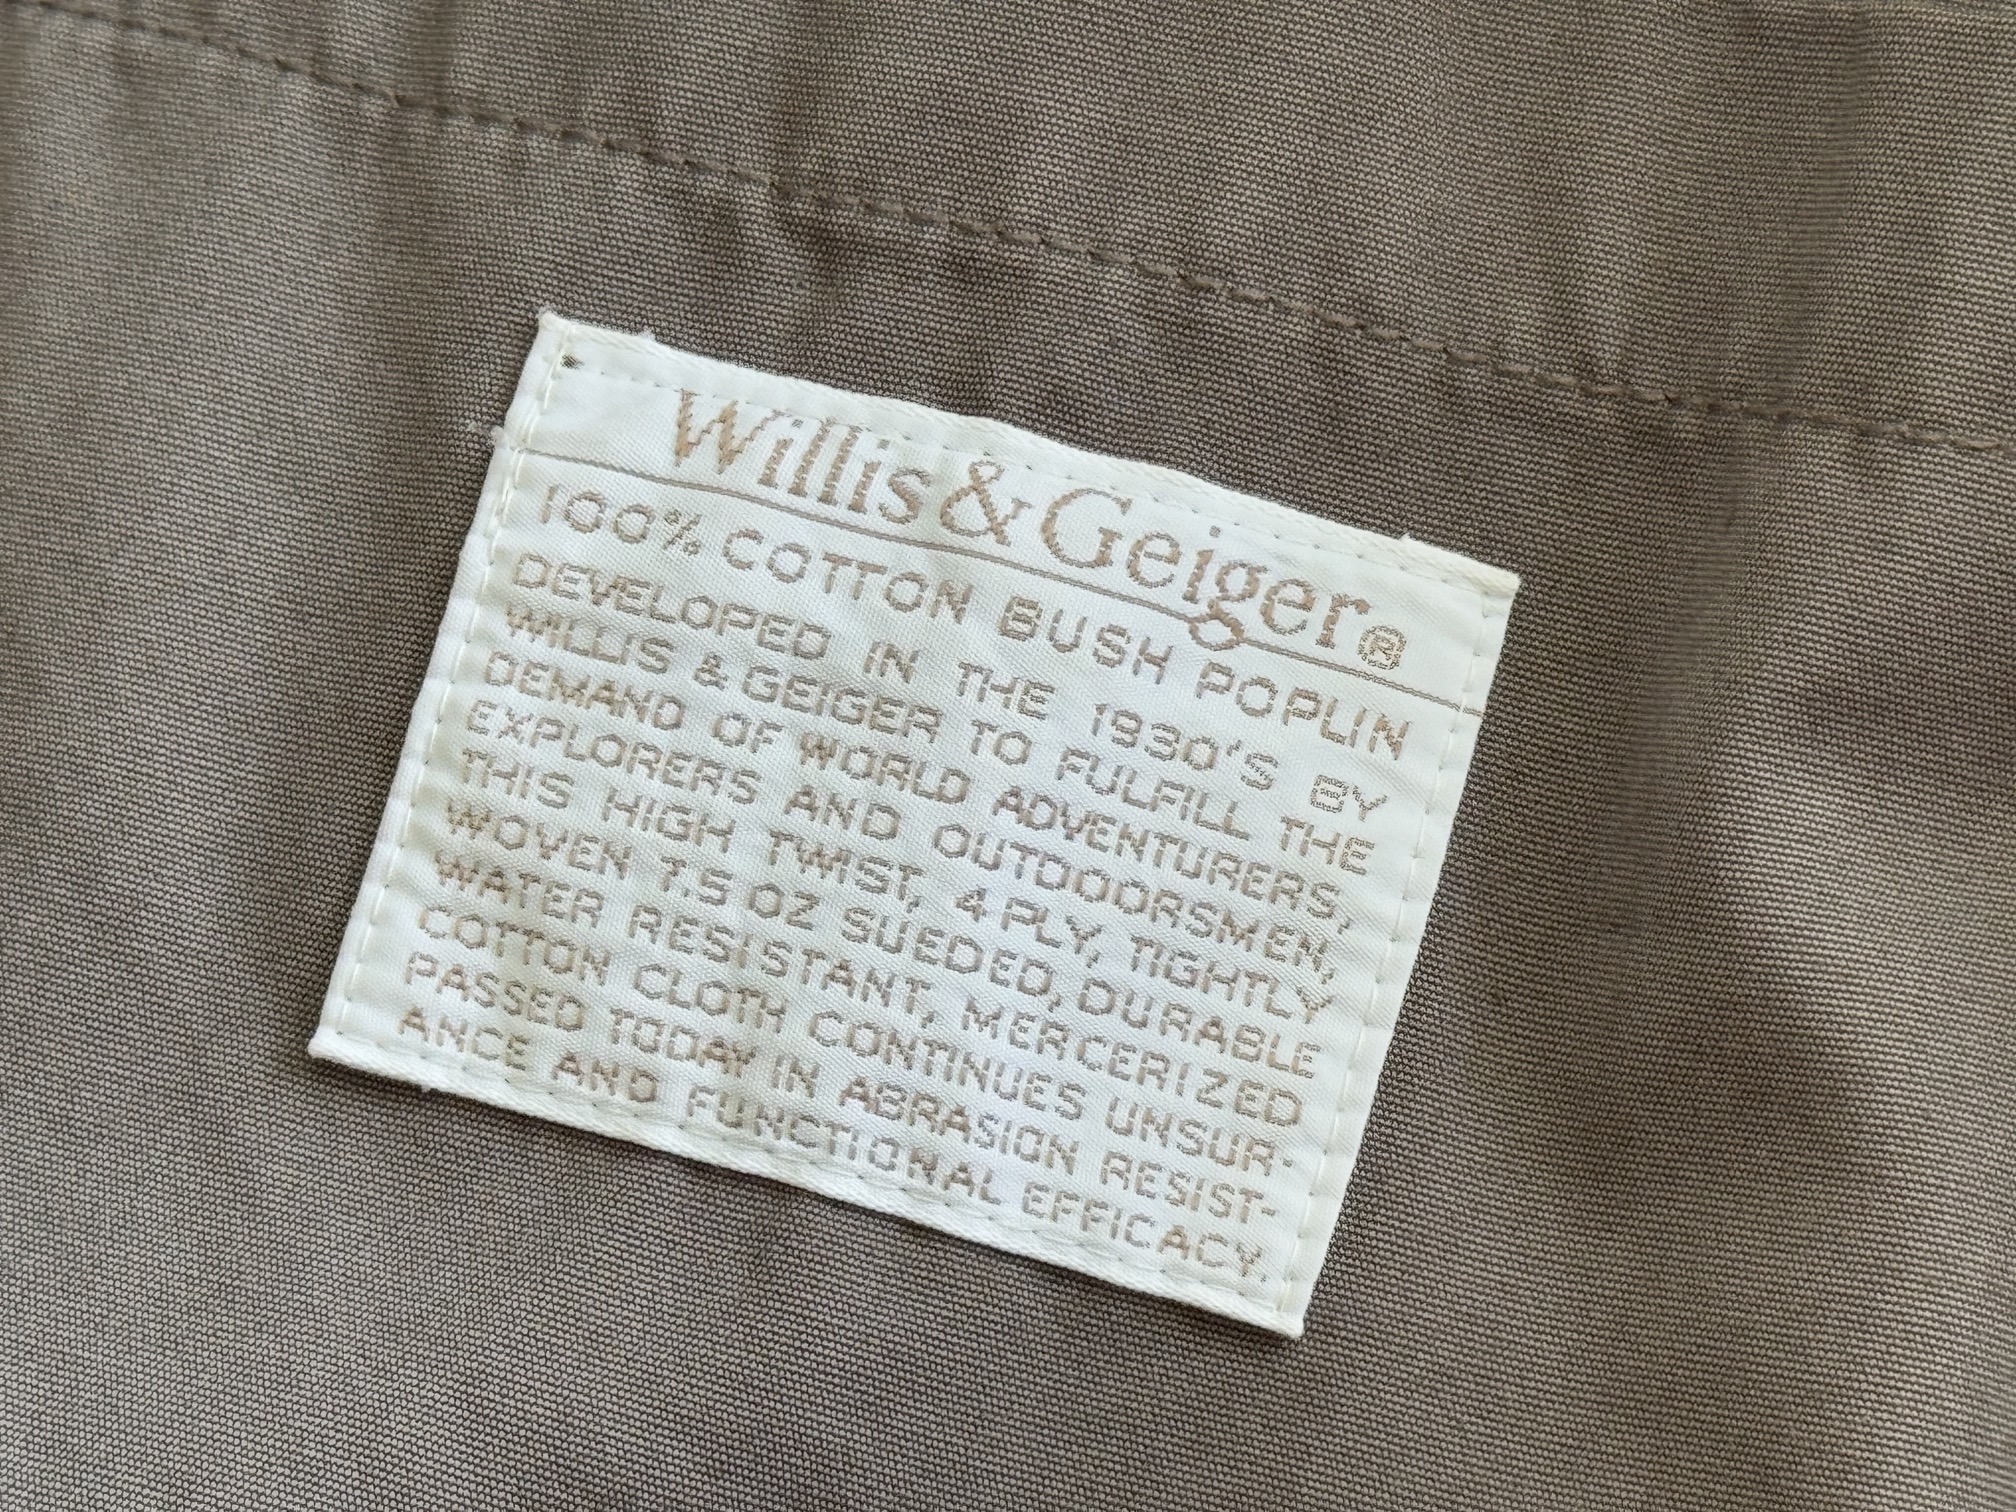 Willis & Geiger®
100% COTTON BUSH POPLIN
DEVELOPED IN THE 1930'S BY
WILLIS & GEIGER TO FULFILL THE
DEMAND OF WORLD ADVENTURERS,
EXPLORERS AND OUTDOORSMEN,
THIS HIGH TWIST, 4 PLY, TIGHTLY
WOVEN 7.5 OZ SUEDED, DURABLE
WATER RESISTANT, MERCERIZED
COTTON CLOTH CONTINUES UNSUR-
PASSED TODAY IN ABRASION RESIST-
ANCE AND FUNCTIONAL EFFICACY.